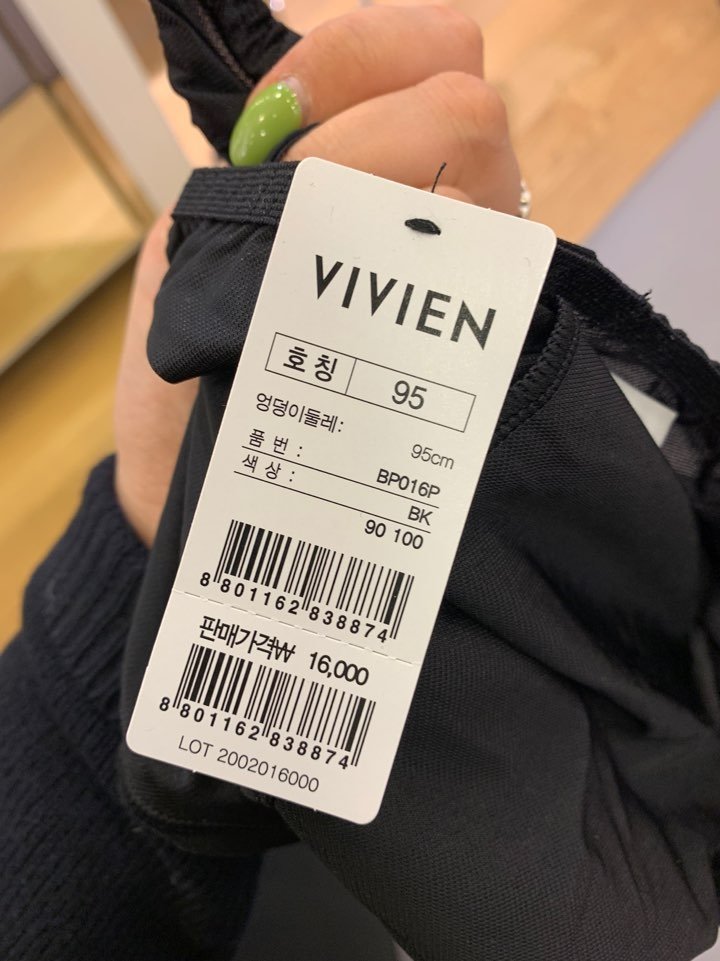 VIVIEN
호칭 95
엉덩이둘레: 95cm
품 번 : BP016P
색 상 : BK
90 100
8 801162 838874
판매가격₩ 16,000
8 801162 838874
LOT 2002016000